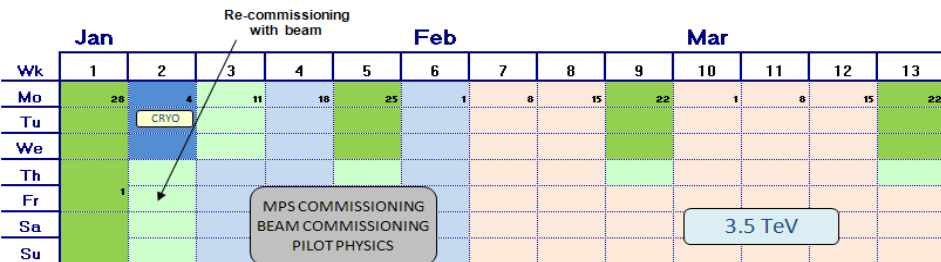 Re-commissioning
with beam
Jan Feb Mar
Wk 1 2 3 4 5 6 7 8 9 10 11 12 13
Mo 28 4 11 18 25 1 8 15 22 1 8 15 22
Tu CRYO
We
Th
Fr 1
MPS COMMISSIONING
Sa BEAM COMMISSIONING 3.5 TeV
Su PILOT PHYSICS